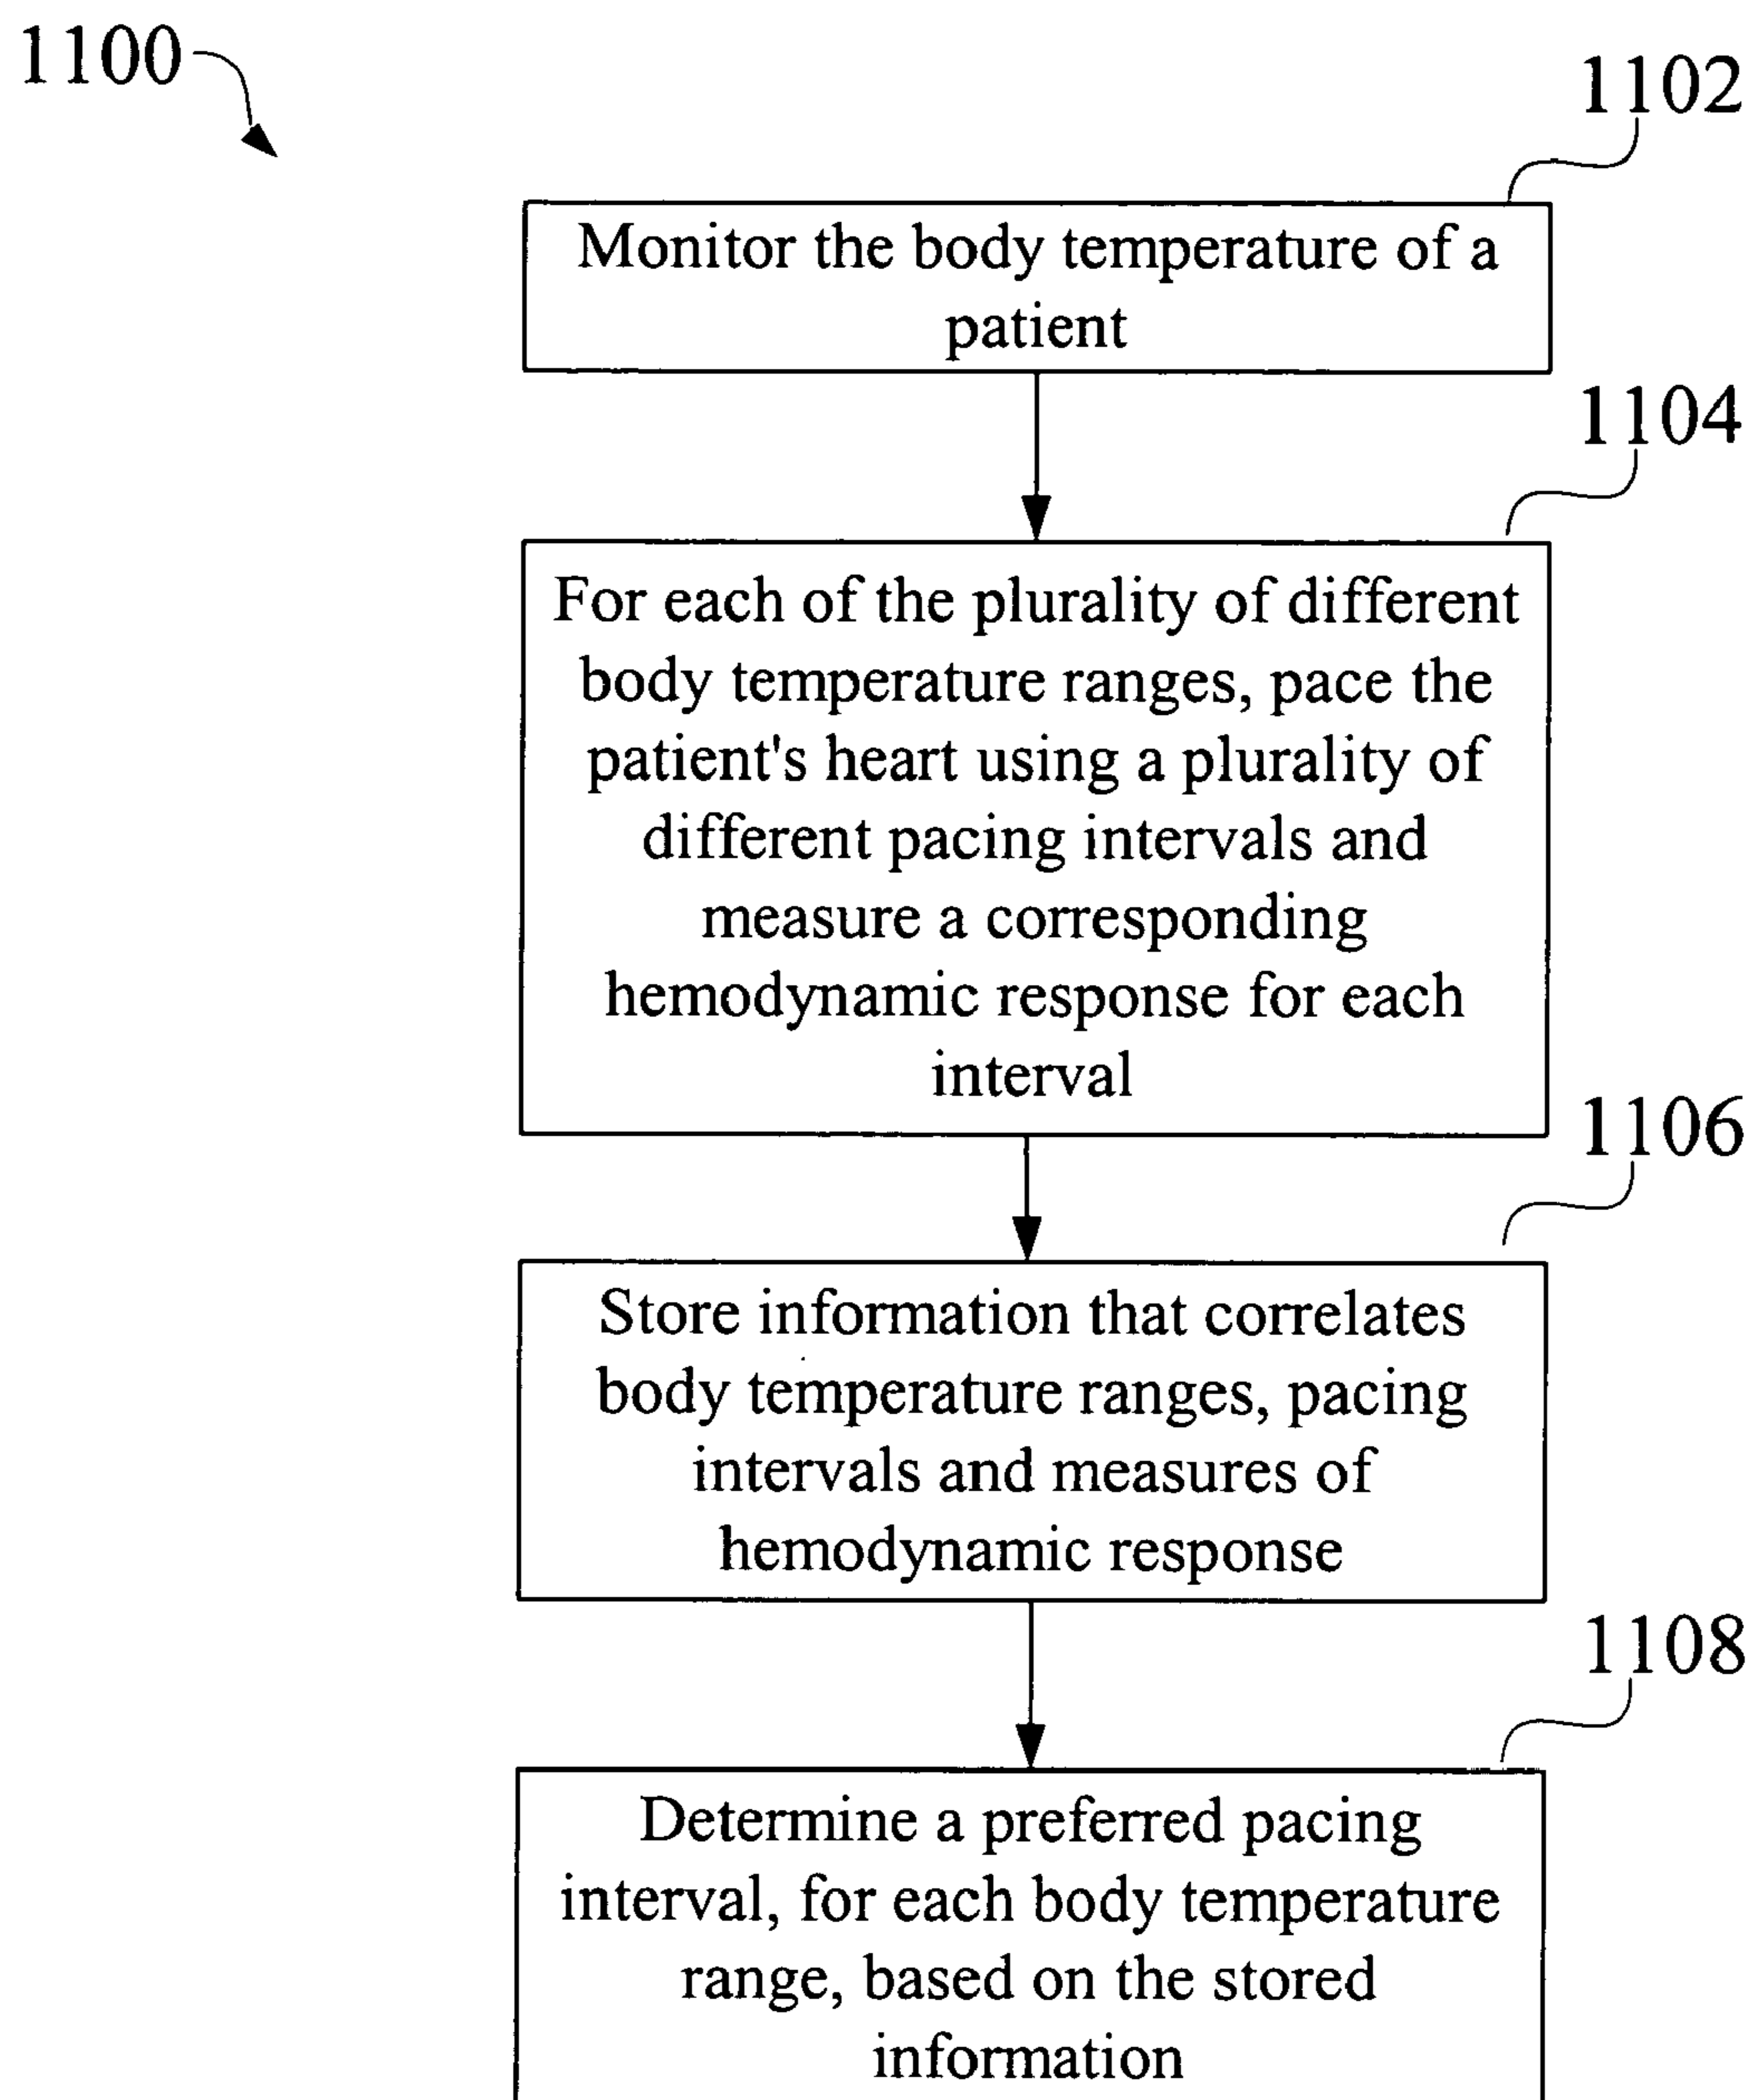 1100
1102
Monitor the body temperature of a
patient
1104
For each of the plurality of different
body temperature ranges, pace the
patient's heart using a plurality of
different pacing intervals and
measure a corresponding
hemodynamic response for each
interval
1106
Store information that correlates
body temperature ranges, pacing
intervals and measures of
hemodynamic response
1108
Determine a preferred pacing
interval, for each body temperature
range, based on the stored
information